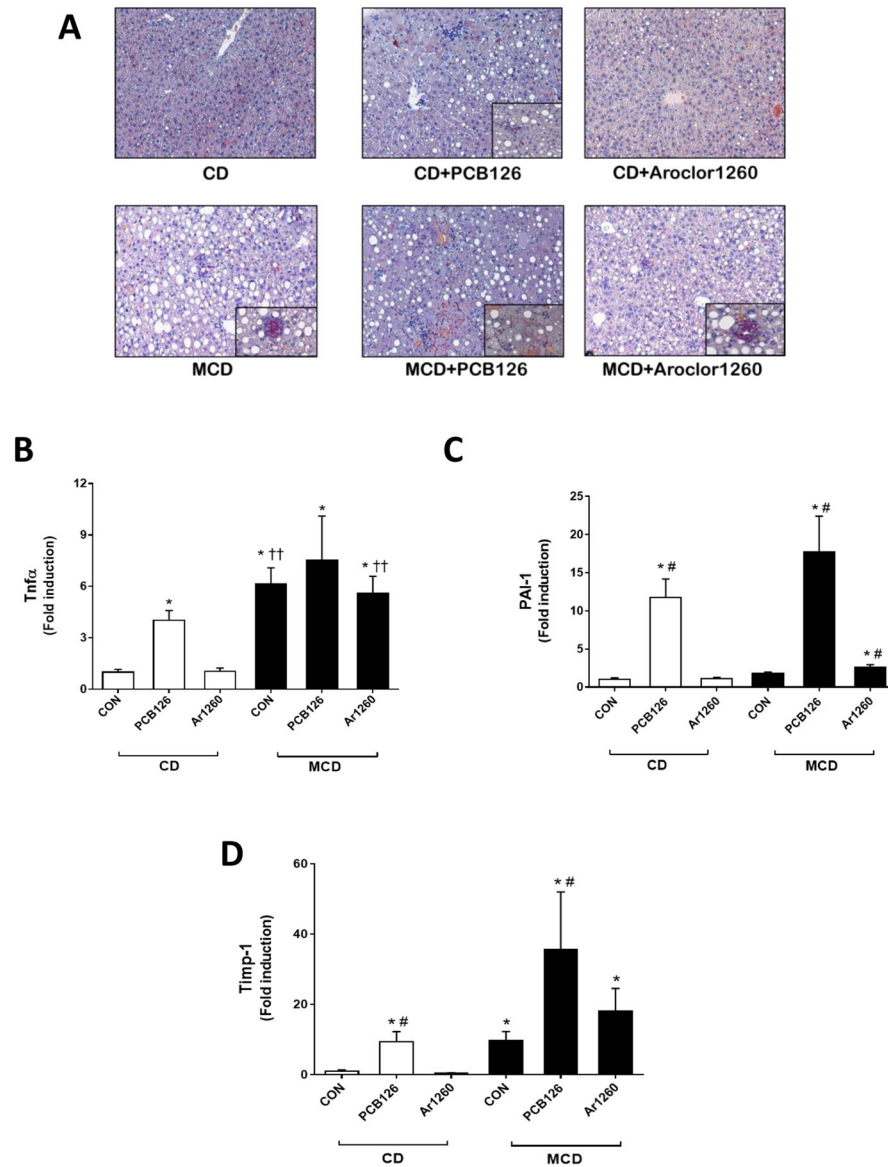 A
CD
CD+PCB126
CD+Aroclor1260
MCD
MCD+PCB126
MCD+Aroclor1260
B
Tnfα
(Fold induction)
12
9
6
3
0
*
* ††
*
* ††
CON
PCB126
Ar1260
CON
PCB126
Ar1260
CD
MCD
C
PAI-1
(Fold induction)
25
20
15
10
5
0
* #
* #
* #
CON
PCB126
Ar1260
CON
PCB126
Ar1260
CD
MCD
D
Timp-1
(Fold induction)
60
40
20
0
* #
*
* #
*
CON
PCB126
Ar1260
CON
PCB126
Ar1260
CD
MCD